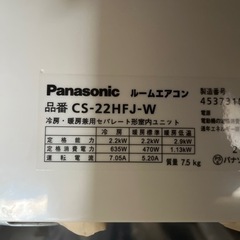 Panasonic ルームエアコン
品番 CS-22HFJ-W
冷房・暖房兼用セパレート形室内ユニット
冷房 暖房標準 暖房低温
定格能力 2.2kW 2.2kW 2.9kW
定格消費電力 635W 470W 1.13kW
運転電流 7.05A 5.20A
質量 7.5 kg
製造番
453731
電源